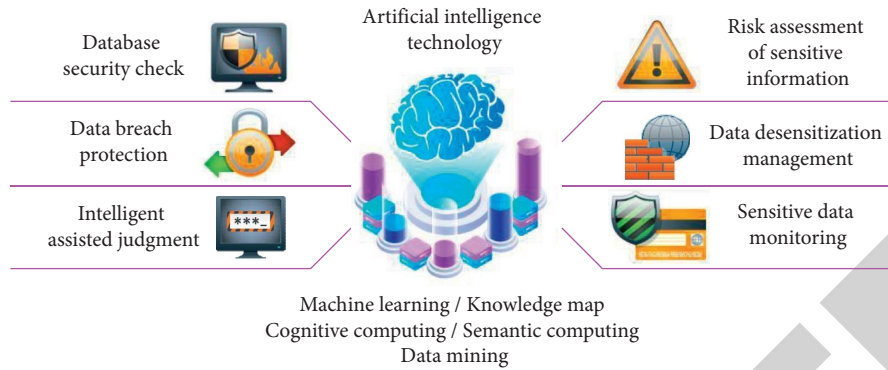 Artificial intelligence
technology
Database
security check
Data breach
protection
Intelligent
assisted judgment
***_
Risk assessment
of sensitive
information
Data desensitization
management
Sensitive data
monitoring
Machine learning / Knowledge map
Cognitive computing / Semantic computing
Data mining